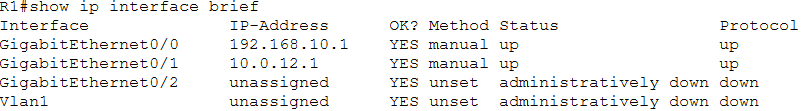 R1#show ip interface brief
Interface IP-Address OK? Method Status Protocol
GigabitEthernet0/0 192.168.10.1 YES manual up up
GigabitEthernet0/1 10.0.12.1 YES manual up up
GigabitEthernet0/2 unassigned YES unset administratively down down
Vlan1 unassigned YES unset administratively down down